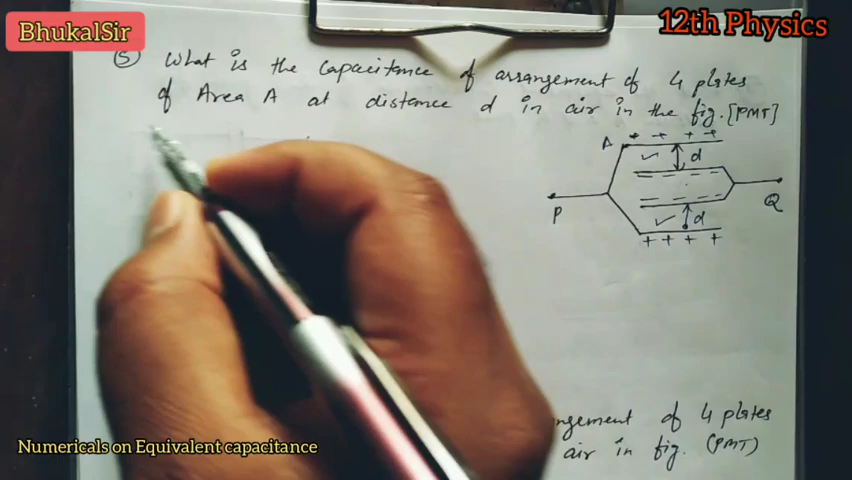 BhukalSir
12th Physics
5) What is the capacitance of arrangement of 4 plates
of Area A at distance d in air in the fig. [PMT]
A + + + +
d
P
Q
d
+ + + +
ngement of 4 plates
air in fig. (PMT)
Numericals on Equivalent capacitance